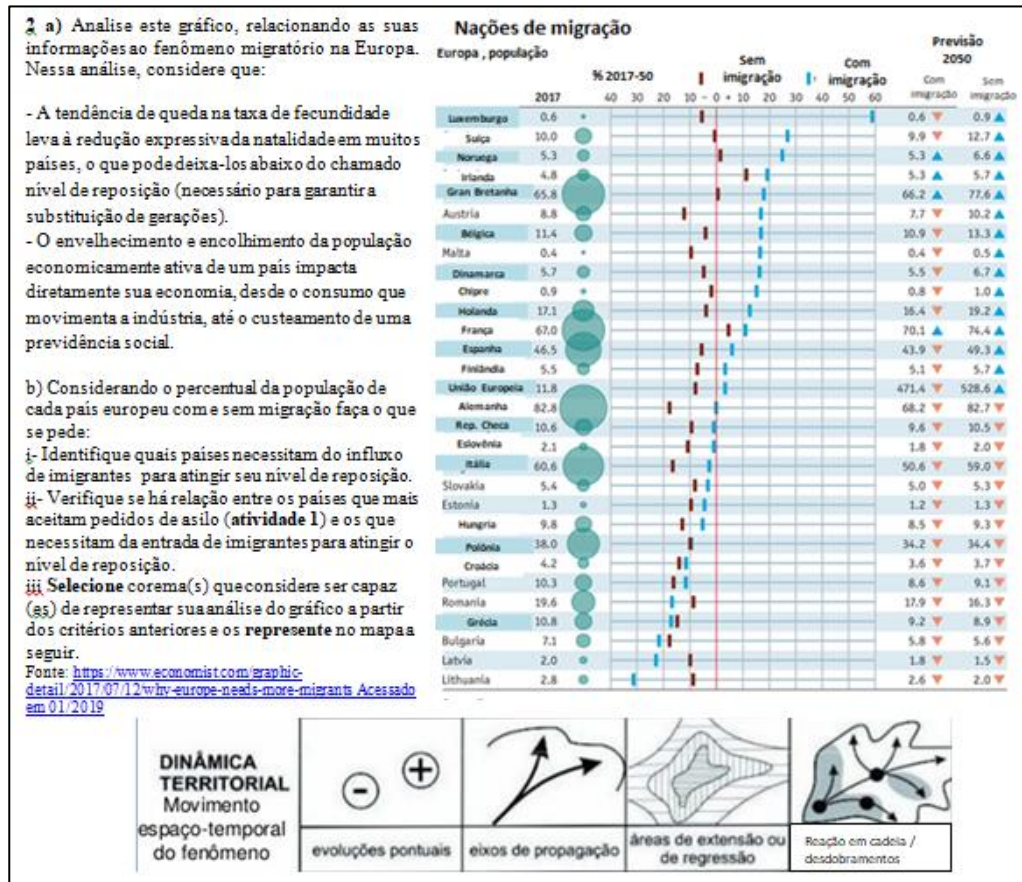 2 a) Analise este gráfico, relacionando as suas
informações ao fenômeno migratório na Europa.
Nessa análise, considere que:
- A tendência de queda na taxa de fecundidade
leva à redução expressiva da natalidade em muitos
países, o que pode deixa-los abaixo do chamado
nível de reposição (necessário para garantir a
substituição de gerações).
- O envelhecimento e encolhimento da população
economicamente ativa de um país impacta
diretamente sua economia, desde o consumo que
movimenta a indústria, até o custeamento de uma
previdência social.
b) Considerando o percentual da população de
cada país europeu com e sem migração faça o que
se pede:
i- Identifique quais países necessitam do influxo
de imigrantes para atingir seu nível de reposição.
ii- Verifique se há relação entre os países que mais
aceitam pedidos de asilo (atividade 1) e os que
necessitam da entrada de imigrantes para atingir o
nível de reposição.
iii Selecione corema(s) que considere ser capaz
(es) de representar sua análise do gráfico a partir
dos critérios anteriores e os represente no mapa a
seguir.
Fonte: https://www.economist.com/graphic-
detail/2017/07/12/why-europe-needs-more-migrants Acessado
em 01/2019
Nações de migração
Europa , população
Previsão
2050
% 2017-50
Sem
imigração
Com
imigração
Com
imigração
Sem
imigração
2017 40 30 20 10 - 0 + 10 20 30 40 50 60
Luxemburgo 0.6 0.6 0.9
Suiça 10.0 9.9 12.7
Noruega 5.3 5.3 6.6
Irlanda 4.8 5.3 5.7
Gran Bretanha 65.8 66.2 77.6
Austria 8.8 7.7 10.2
Bélgica 11.4 10.9 13.3
Malta 0.4 0.4 0.5
Dinamarca 5.7 5.5 6.7
Chipre 0.9 0.8 1.0
Holanda 17.1 16.4 19.2
França 67.0 70.1 74.4
Espanha 46.5 43.9 49.3
Finlândia 5.5 5.1 5.7
União Europeia 11.8 471.4 528.6
Alemanha 82.8 68.2 82.7
Rep. Checa 10.6 9.6 10.5
Eslovênia 2.1 1.8 2.0
Itália 60.6 50.6 59.0
Slovakia 5.4 5.0 5.3
Estonia 1.3 1.2 1.3
Hungria 9.8 8.5 9.3
Polônia 38.0 34.2 34.4
Croácia 4.2 3.6 3.7
Portugal 10.3 8.6 9.1
Romania 19.6 17.9 16.3
Grécia 10.8 9.2 8.9
Bulgaria 7.1 5.8 5.6
Latvia 2.0 1.8 1.5
Lithuania 2.8 2.6 2.0
DINÂMICA
TERRITORIAL
Movimento
espaço-temporal
do fenômeno
evoluções pontuais
eixos de propagação
áreas de extensão ou
de regressão
Reação em cadeia /
desdobramentos